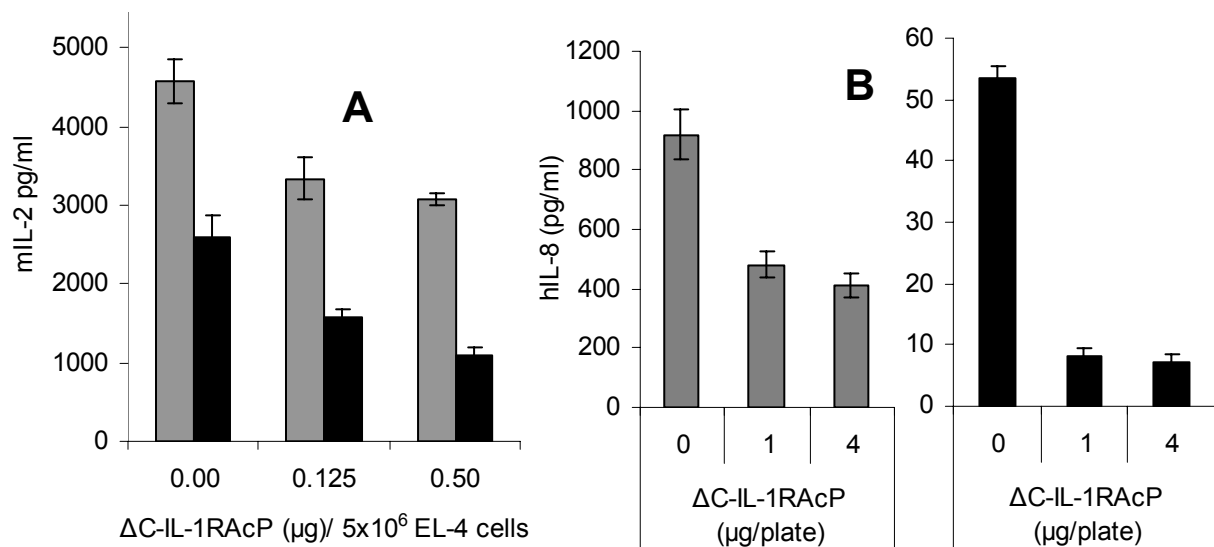 A
mIL-2 pg/ml
5000
4000
3000
2000
1000
0
0.00 0.125 0.50
ΔC-IL-1RAcP (µg)/ 5x10⁶ EL-4 cells
B
hIL-8 (pg/ml)
1200
1000
800
600
400
200
0
0 1 4
ΔC-IL-1RAcP
(µg/plate)
60
50
40
30
20
10
0
0 1 4
ΔC-IL-1RAcP
(µg/plate)